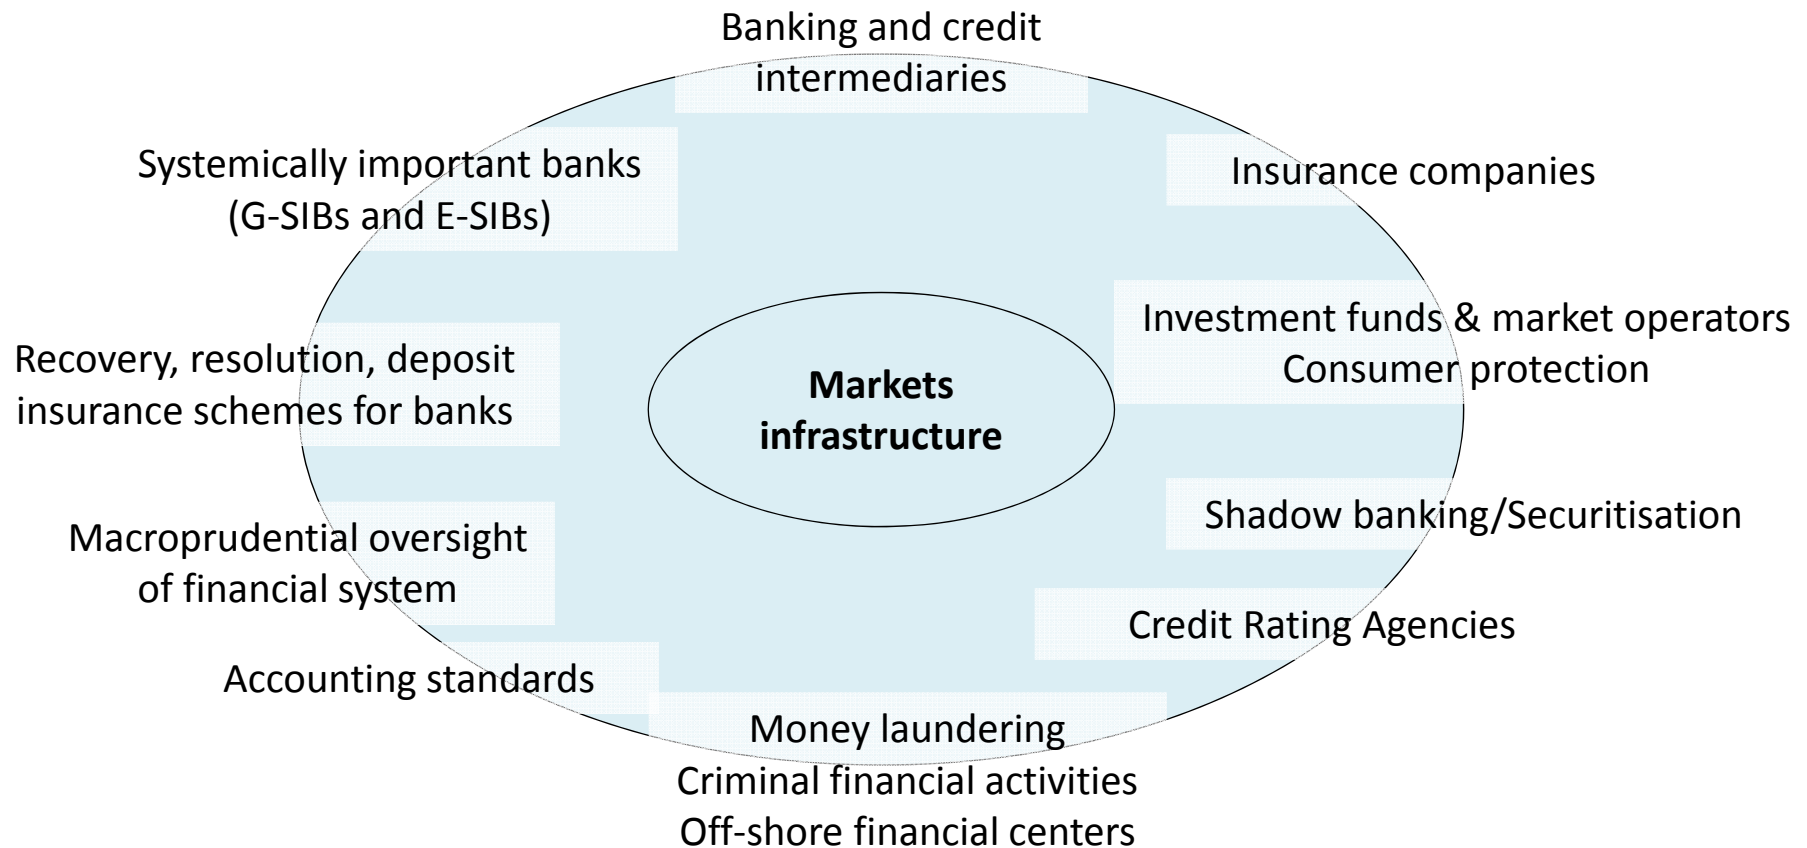 Banking and credit
intermediaries
Systemically important banks
(G-SIBs and E-SIBs)
Insurance companies
Investment funds & market operators
Consumer protection
Recovery, resolution, deposit
insurance schemes for banks
Markets
infrastructure
Shadow banking/Securitisation
Macroprudential oversight
of financial system
Credit Rating Agencies
Accounting standards
Money laundering
Criminal financial activities
Off-shore financial centers